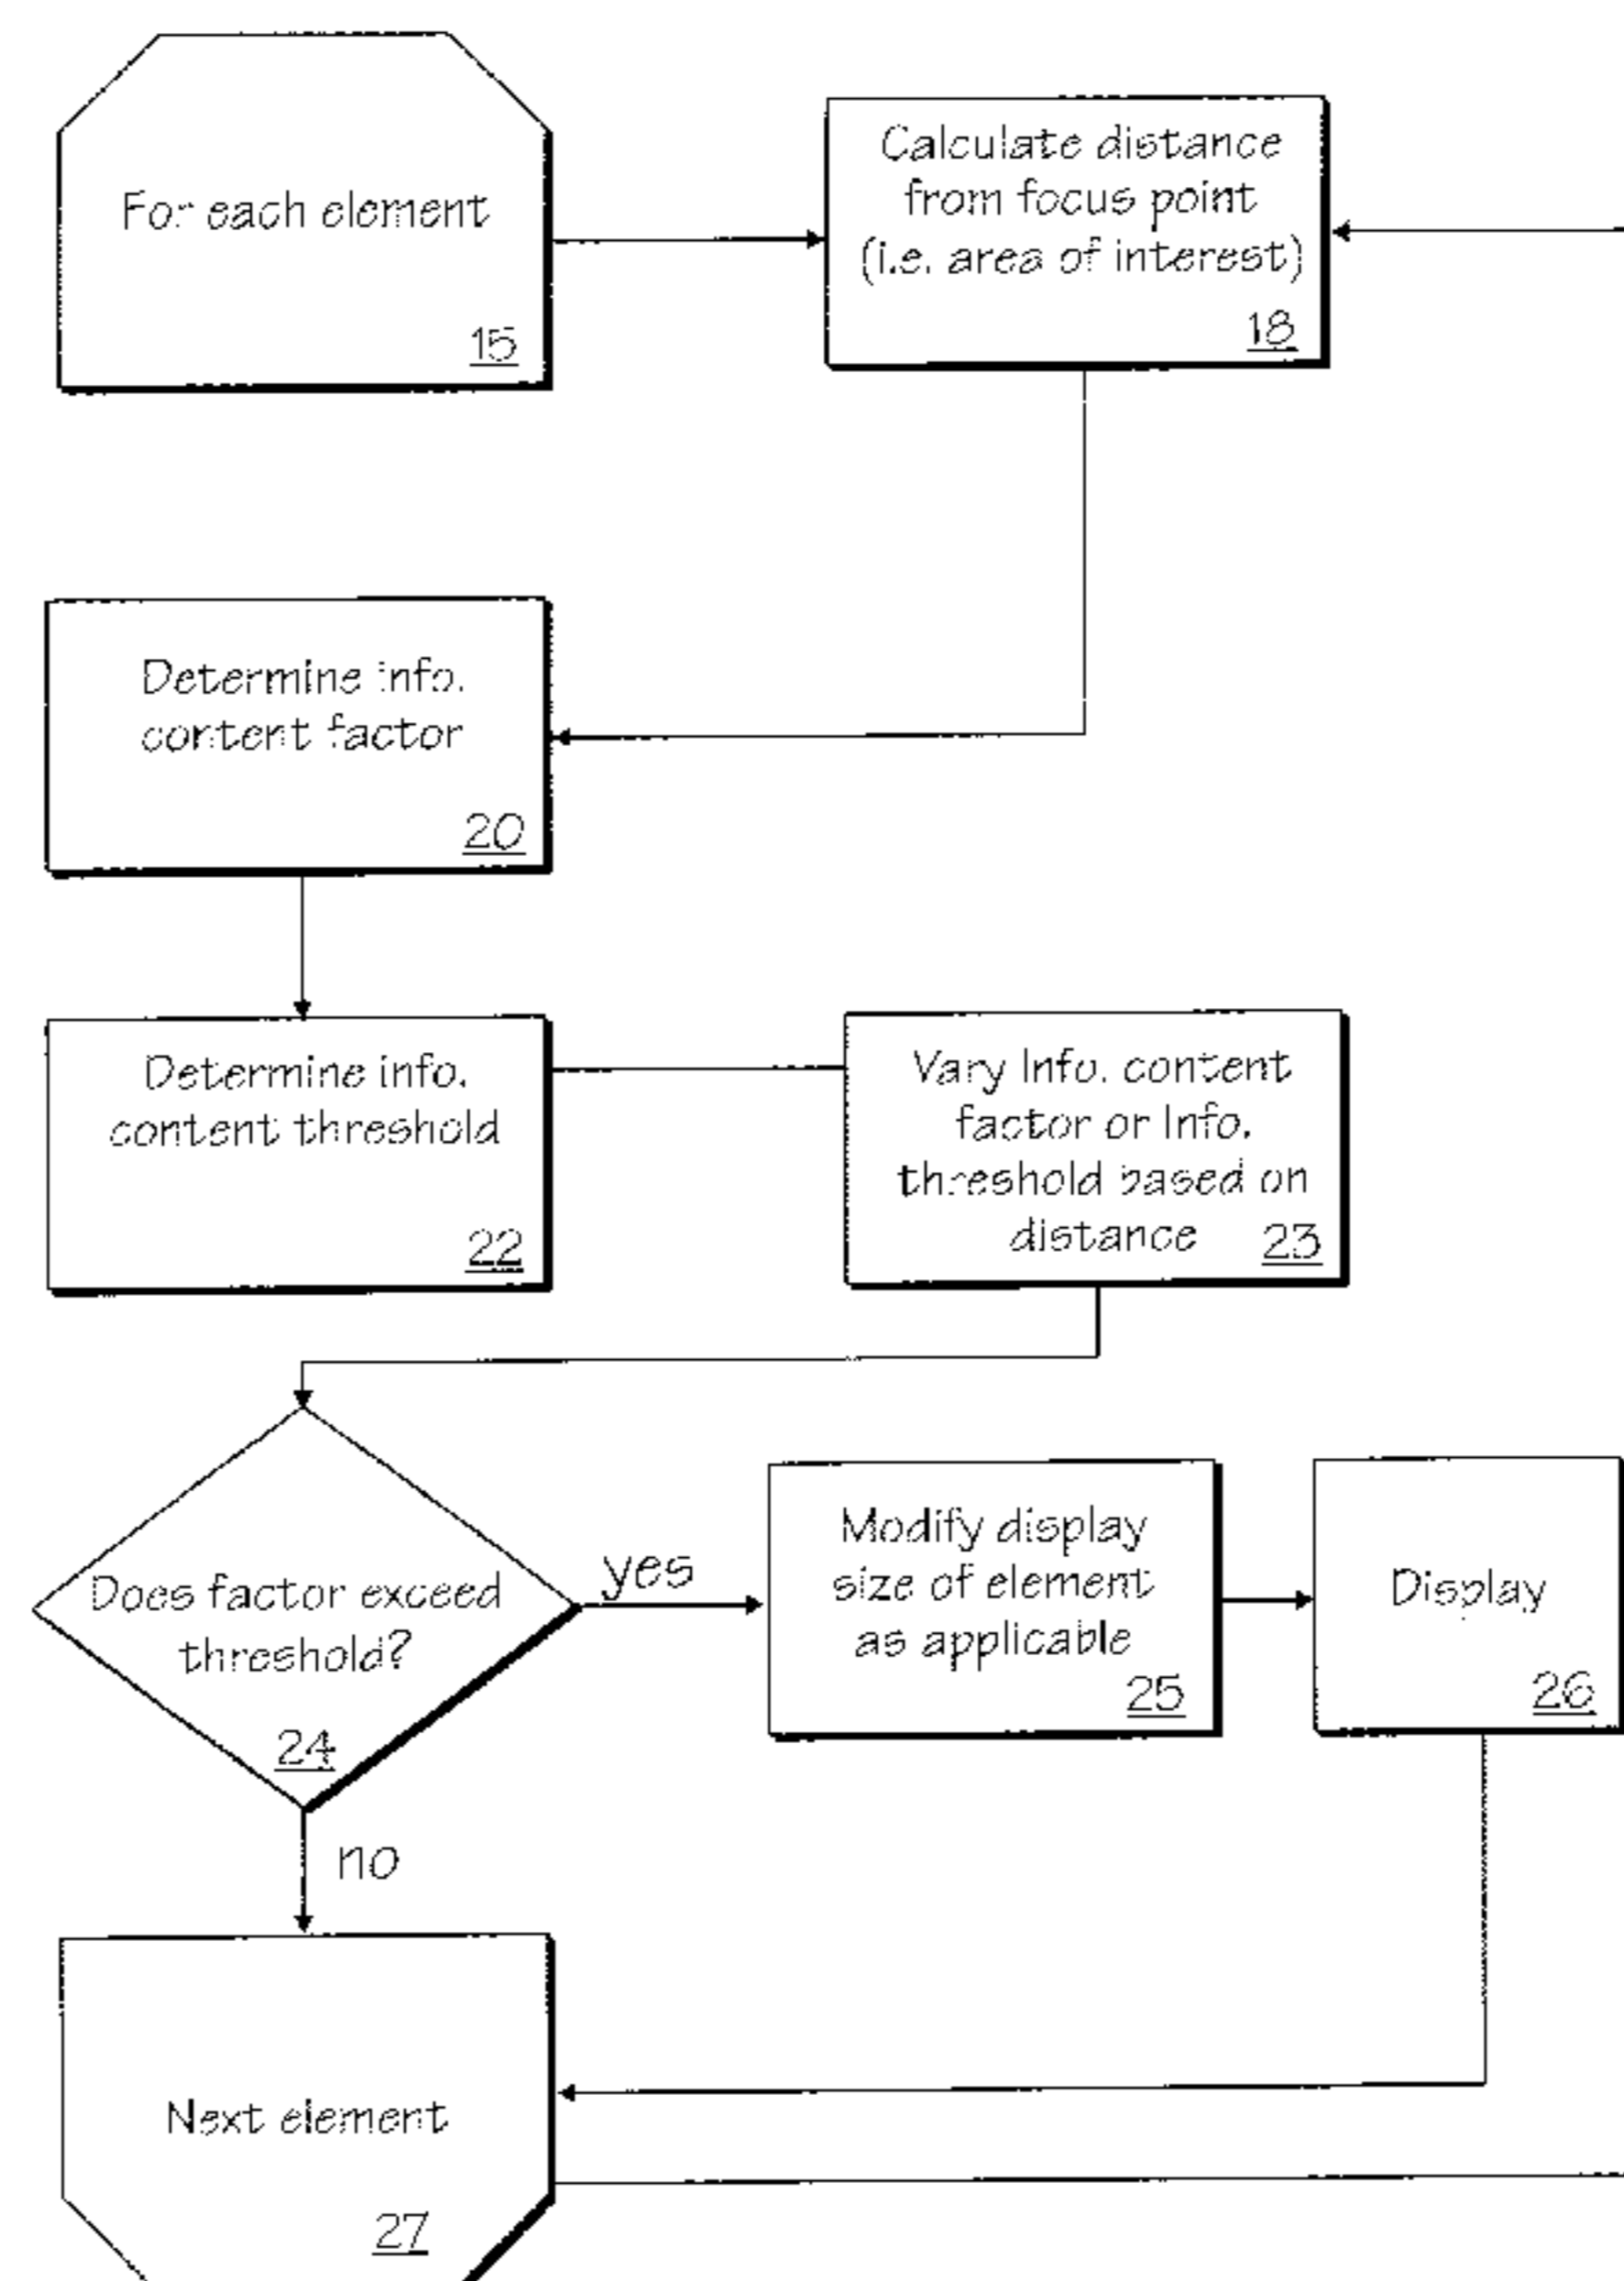 For each element
15
Calculate distance
from focus point
(i.e. area of interest)
18
Determine info.
content factor
20
Determine info.
content threshold
22
Vary Info. content
factor or Info.
threshold based on
distance 23
Does factor exceed
threshold?
24
yes
Modify display
size of element
as applicable
25
Display
26
no
Next element
27